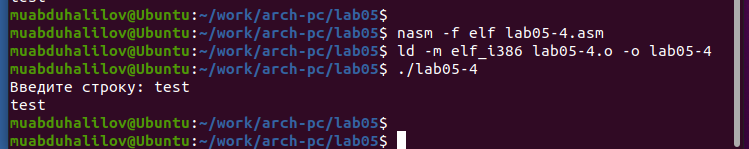 test
muabduhalilov@Ubuntu:~/work/arch-pc/lab05$
muabduhalilov@Ubuntu:~/work/arch-pc/lab05$ nasm -f elf lab05-4.asm
muabduhalilov@Ubuntu:~/work/arch-pc/lab05$ ld -m elf_i386 lab05-4.o -o lab05-4
muabduhalilov@Ubuntu:~/work/arch-pc/lab05$ ./lab05-4
Введите строку: test
test
muabduhalilov@Ubuntu:~/work/arch-pc/lab05$
muabduhalilov@Ubuntu:~/work/arch-pc/lab05$